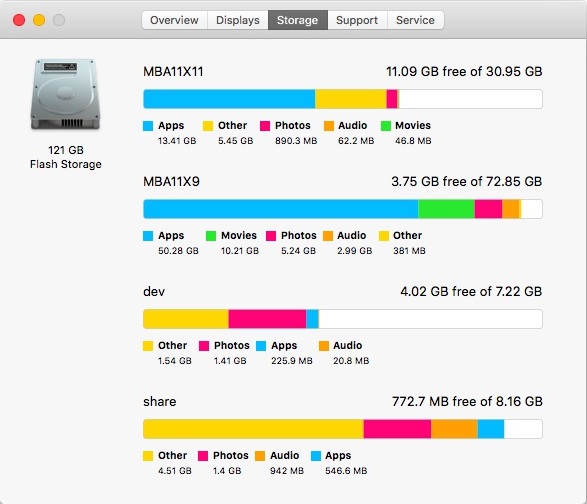 Overview Displays Storage Support Service
121 GB
Flash Storage
MBA11X11 11.09 GB free of 30.95 GB
Apps Other Photos Audio Movies
13.41 GB 5.45 GB 890.3 MB 62.2 MB 46.8 MB
MBA11X9 3.75 GB free of 72.85 GB
Apps Movies Photos Audio Other
50.28 GB 10.21 GB 5.24 GB 2.99 GB 381 MB
dev 4.02 GB free of 7.22 GB
Other Photos Apps Audio
1.54 GB 1.41 GB 225.9 MB 20.8 MB
share 772.7 MB free of 8.16 GB
Other Photos Audio Apps
4.51 GB 1.4 GB 942 MB 546.6 MB